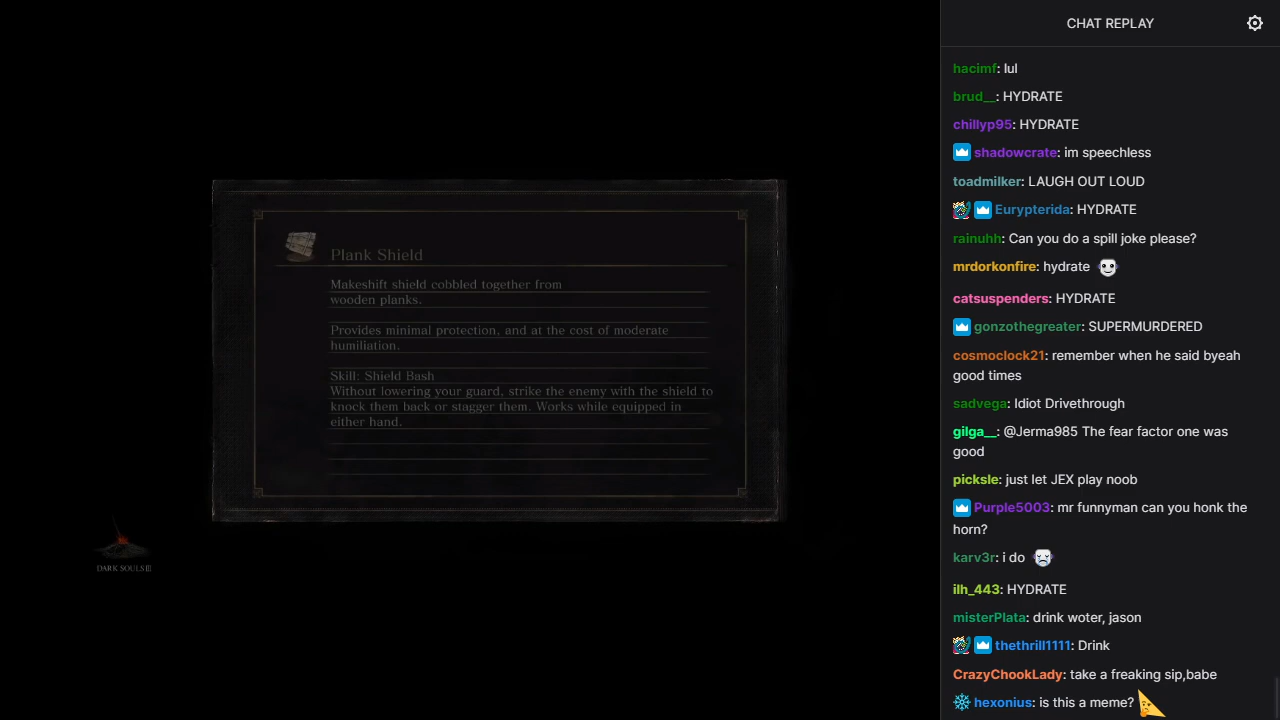 Plank Shield
Makeshift shield cobbled together from
wooden planks.
Provides minimal protection, and at the cost of moderate
humiliation.
Skill: Shield Bash
Without lowering your guard, strike the enemy with the shield to
knock them back or stagger them. Works while equipped in
either hand.
DARK SOULS III
CHAT REPLAY
hacimf: lul
brud__: HYDRATE
chillyp95: HYDRATE
shadowcrate: im speechless
toadmilker: LAUGH OUT LOUD
Eurypterida: HYDRATE
rainuhh: Can you do a spill joke please?
mrdorkonfire: hydrate
catsuspenders: HYDRATE
gonzothegreater: SUPERMURDERED
cosmoclock21: remember when he said byeah
good times
sadvega: Idiot Drivethrough
gilga__: @Jerma985 The fear factor one was
good
picksle: just let JEX play noob
Purple5003: mr funnyman can you honk the
horn?
karv3r: i do
ilh_443: HYDRATE
misterPlata: drink woter, jason
thethrill1111: Drink
CrazyChookLady: take a freaking sip,babe
hexonius: is this a meme?